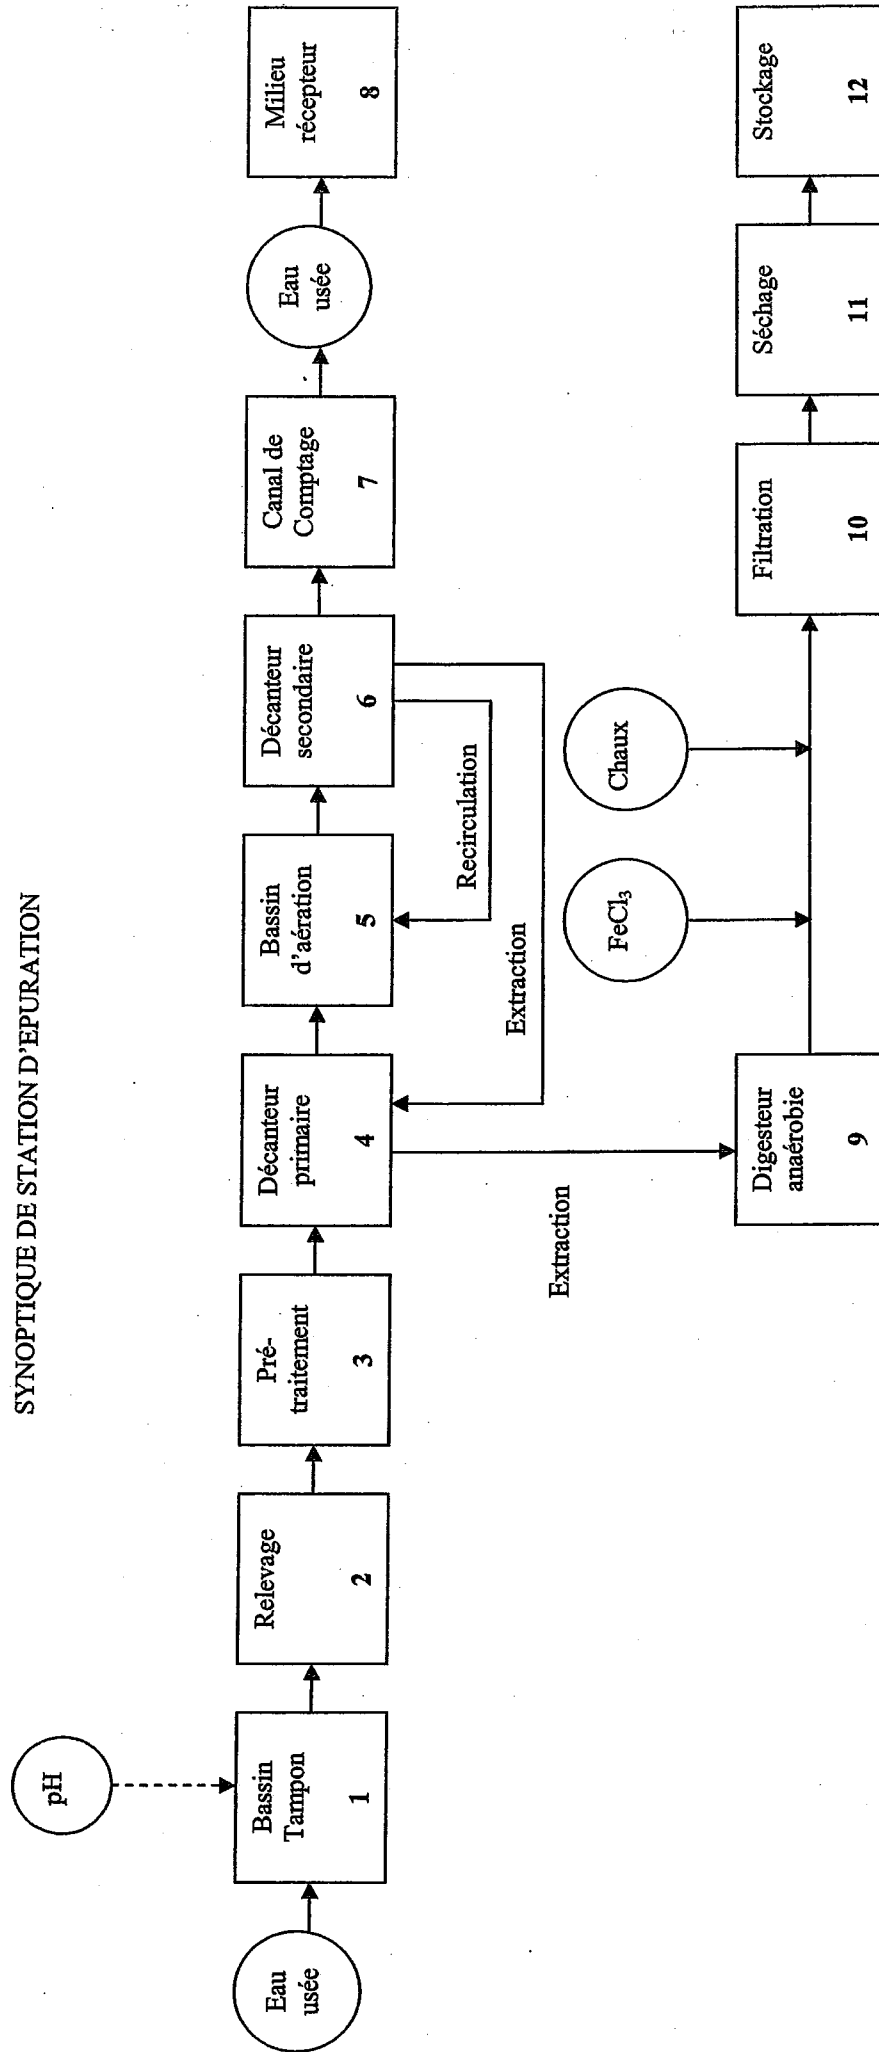 SYNOPTIQUE DE STATION D'EPURATION
pH
Eau
usée
Bassin
Tampon
1
Relevage
2
Pré-
traitement
3
Décanteur
primaire
4
Bassin
d'aération
5
Décanteur
secondaire
6
Canal de
Comptage
7
Eau
usée
Milieu
récepteur
8
Recirculation
Extraction
Extraction
FeCl₃
Chaux
Digesteur
anaérobie
9
Filtration
10
Séchage
11
Stockage
12